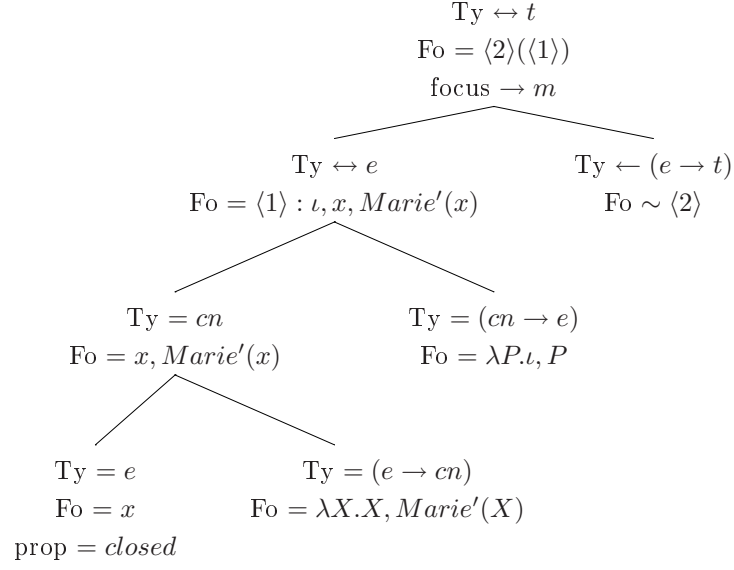 Ty ↔ t
Fo = ⟨2⟩(⟨1⟩)
focus → m
Ty ↔ e
Fo = ⟨1⟩ : ι, x, Marie′(x)
Ty ← (e → t)
Fo ∼ ⟨2⟩
Ty = cn
Fo = x, Marie′(x)
Ty = (cn → e)
Fo = λP.ι, P
Ty = e
Fo = x
prop = closed
Ty = (e → cn)
Fo = λX.X, Marie′(X)